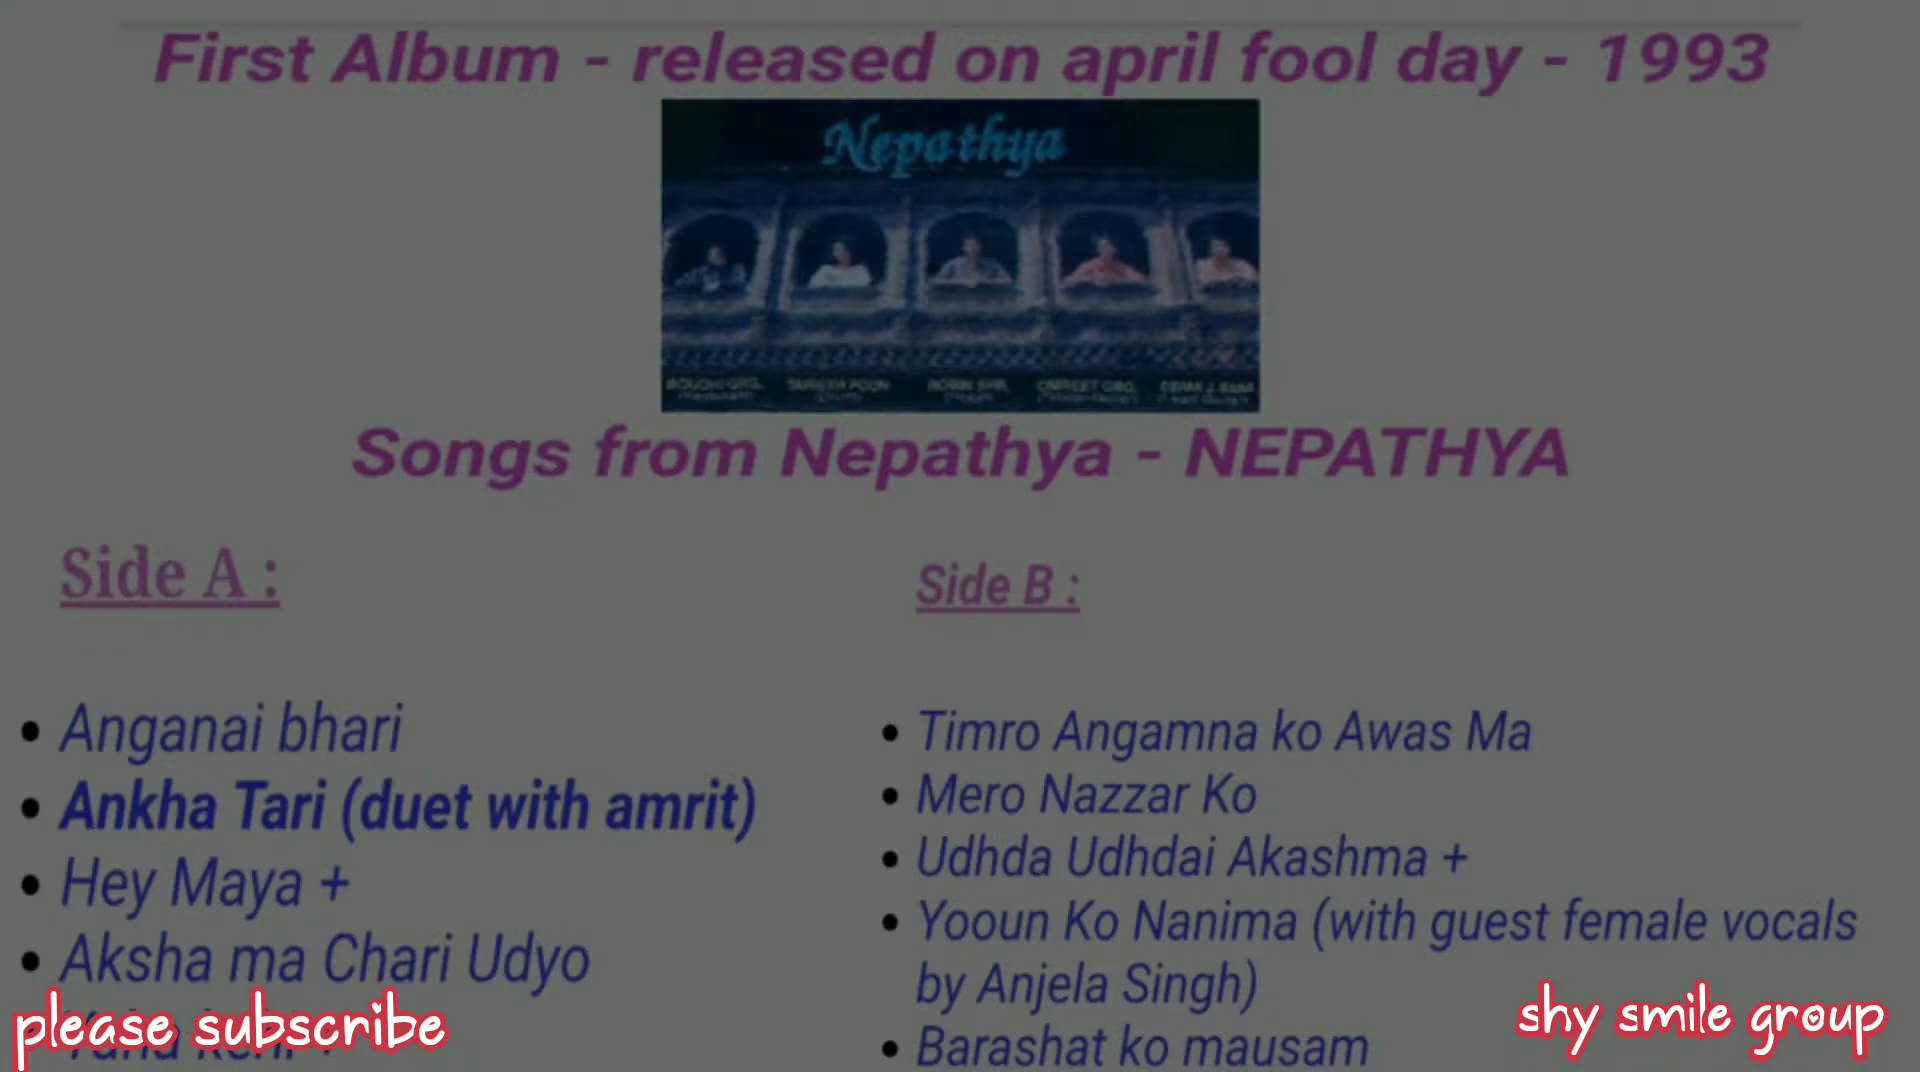 First Album - released on april fool day - 1993
Nepathya
Songs from Nepathya - NEPATHYA
Side A :
Anganai bhari
Ankha Tari (duet with amrit)
Hey Maya +
Aksha ma Chari Udyo
Side B :
Timro Angamna ko Awas Ma
Mero Nazzar Ko
Udhda Udhdai Akashma +
Yooun Ko Nanima (with guest female vocals
by Anjela Singh)
Barashat ko mausam
please subscribe
shy smile group